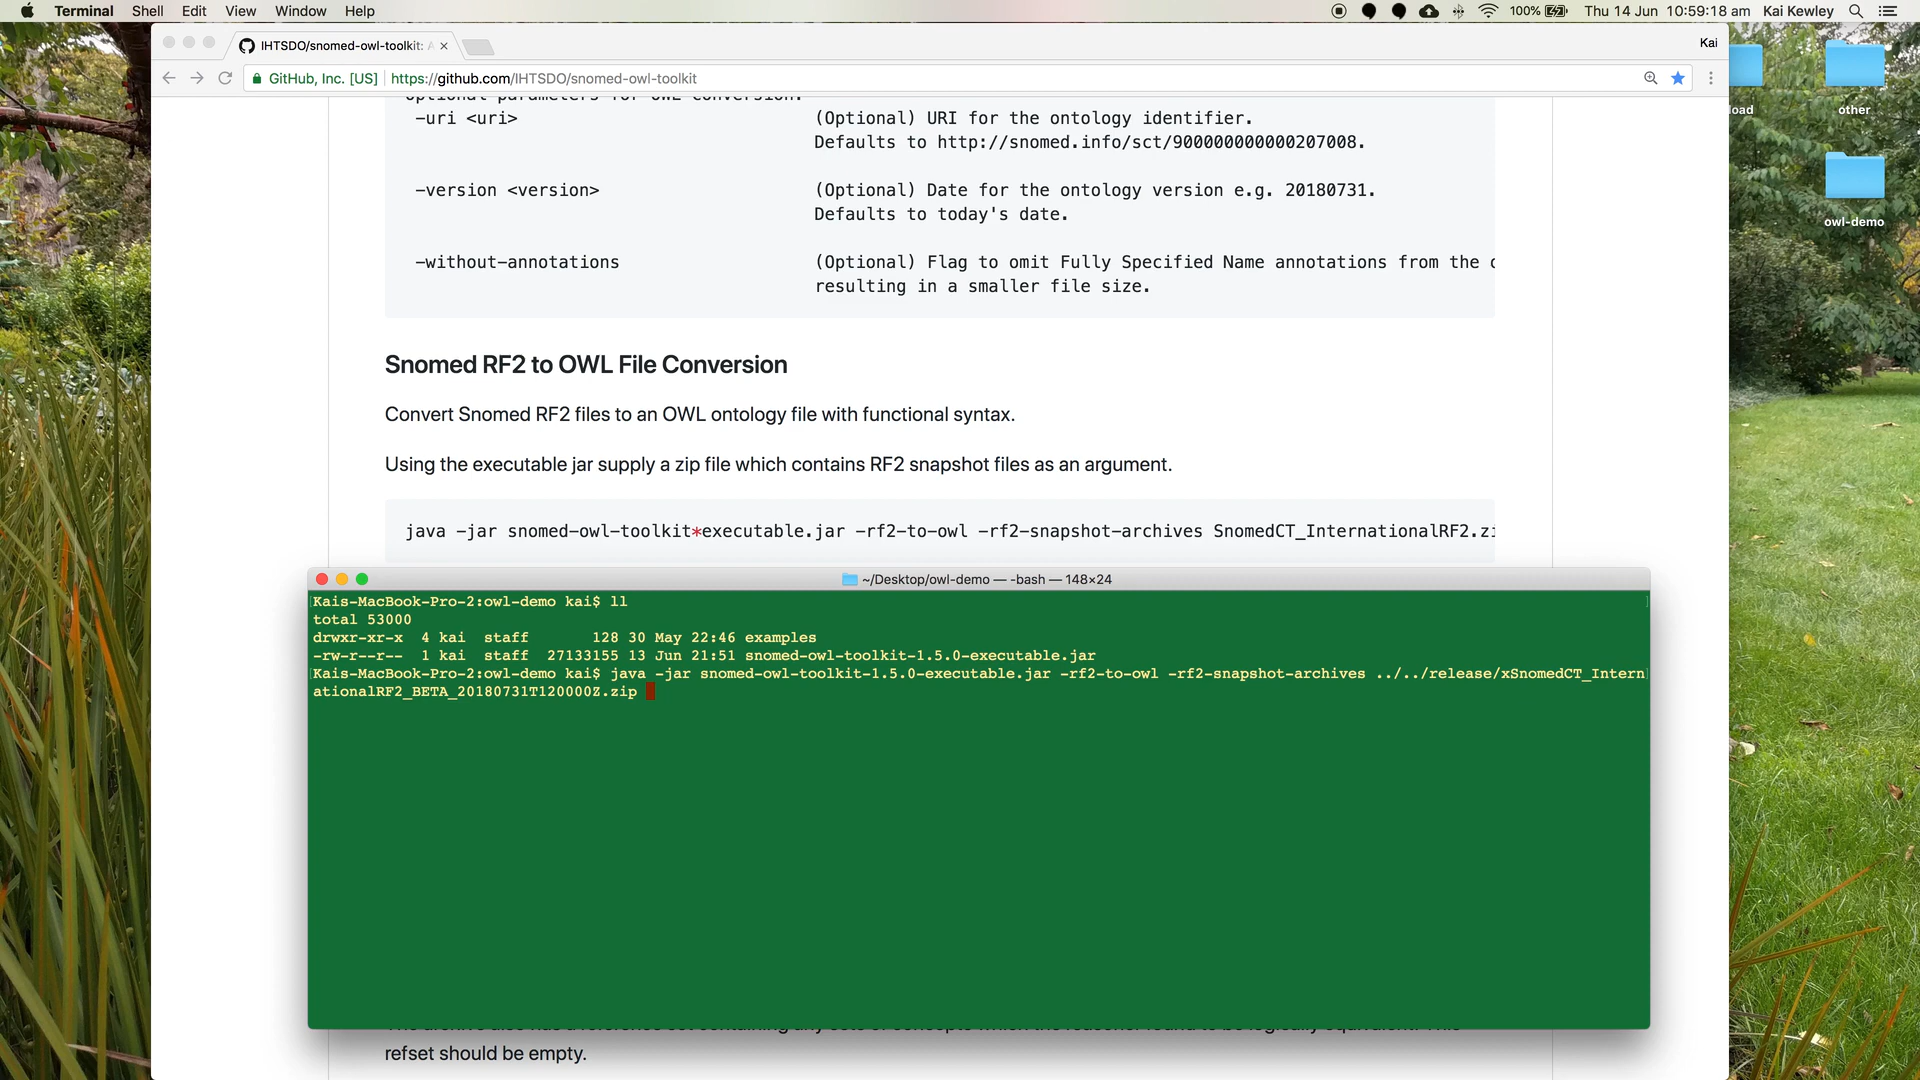 Terminal Shell Edit View Window Help 100% Thu 14 Jun 10:59:18 am Kai Kewley
IHTSDO/snomed-owl-toolkit: Kai
GitHub, Inc. [US] https://github.com/IHTSDO/snomed-owl-toolkit
other
owl-demo
Optional parameters for OWL conversion:
-uri <uri> (Optional) URI for the ontology identifier.
Defaults to http://snomed.info/sct/900000000000207008.
-version <version> (Optional) Date for the ontology version e.g. 20180731.
Defaults to today's date.
-without-annotations (Optional) Flag to omit Fully Specified Name annotations from the
resulting in a smaller file size.
Snomed RF2 to OWL File Conversion
Convert Snomed RF2 files to an OWL ontology file with functional syntax.
Using the executable jar supply a zip file which contains RF2 snapshot files as an argument.
java -jar snomed-owl-toolkit*executable.jar -rf2-to-owl -rf2-snapshot-archives SnomedCT_InternationalRF2.zi
~/Desktop/owl-demo — -bash — 148×24
Kais-MacBook-Pro-2:owl-demo kai$ ll
total 53000
drwxr-xr-x 4 kai staff 128 30 May 22:46 examples
-rw-r--r-- 1 kai staff 27133155 13 Jun 21:51 snomed-owl-toolkit-1.5.0-executable.jar
Kais-MacBook-Pro-2:owl-demo kai$ java -jar snomed-owl-toolkit-1.5.0-executable.jar -rf2-to-owl -rf2-snapshot-archives ../../release/xSnomedCT_Intern
ationalRF2_BETA_20180731T120000Z.zip
refset should be empty.